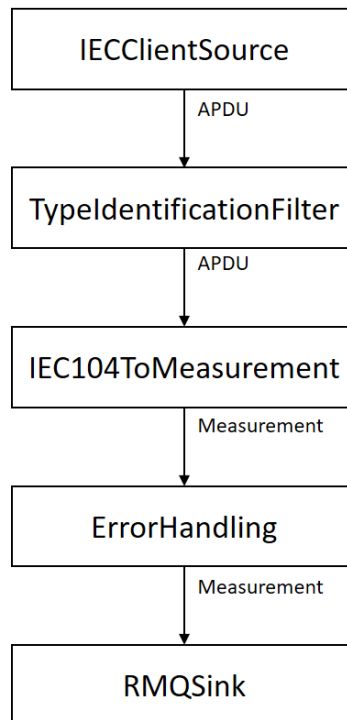 IECClientSource
APDU
TypeIdentificationFilter
APDU
IEC104ToMeasurement
Measurement
ErrorHandling
Measurement
RMQSink